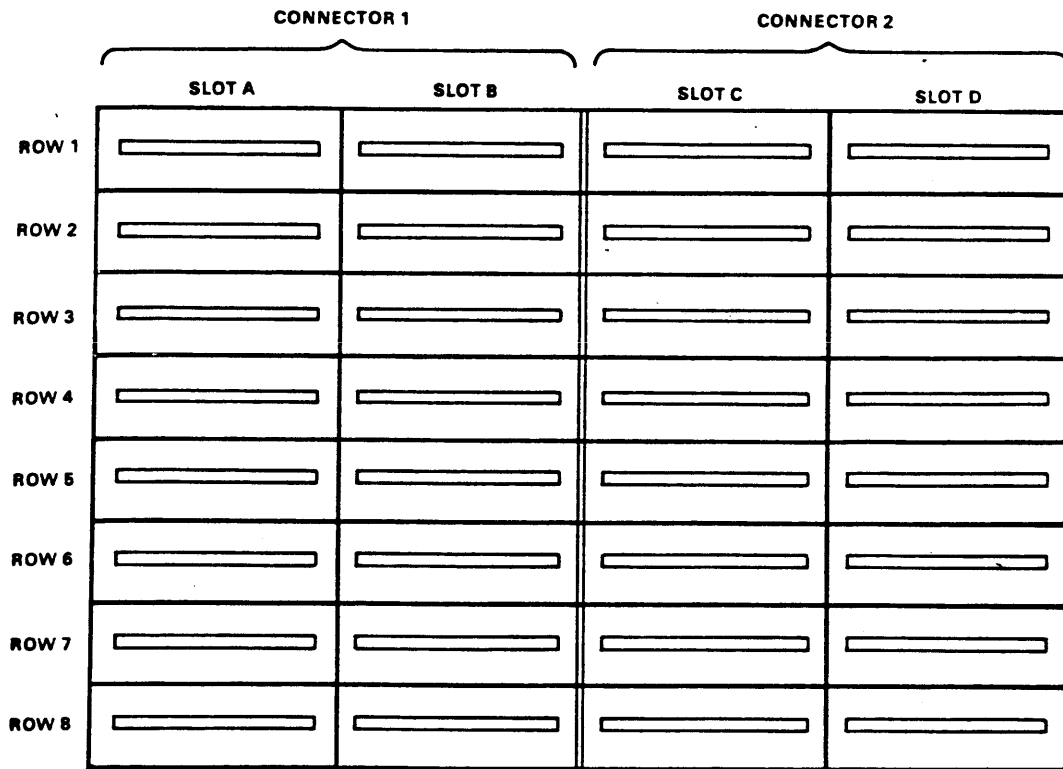 CONNECTOR 1 CONNECTOR 2
SLOT A SLOT B SLOT C SLOT D
ROW 1
ROW 2
ROW 3
ROW 4
ROW 5
ROW 6
ROW 7
ROW 8